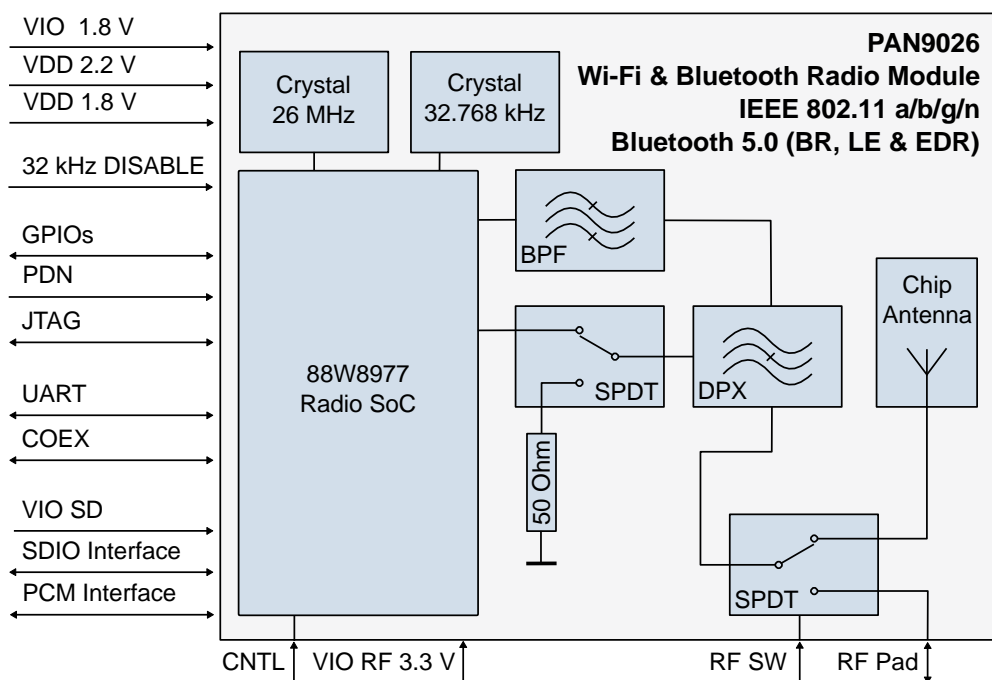 VIO 1.8 V
VDD 2.2 V
VDD 1.8 V
32 kHz DISABLE
GPIOs
PDN
JTAG
UART
COEX
VIO SD
SDIO Interface
PCM Interface
PAN9026
Wi-Fi & Bluetooth Radio Module
IEEE 802.11 a/b/g/n
Bluetooth 5.0 (BR, LE & EDR)
Crystal
26 MHz
Crystal
32.768 kHz
88W8977
Radio SoC
BPF
SPDT
50 Ohm
DPX
Chip
Antenna
SPDT
CNTL
VIO RF 3.3 V
RF SW
RF Pad